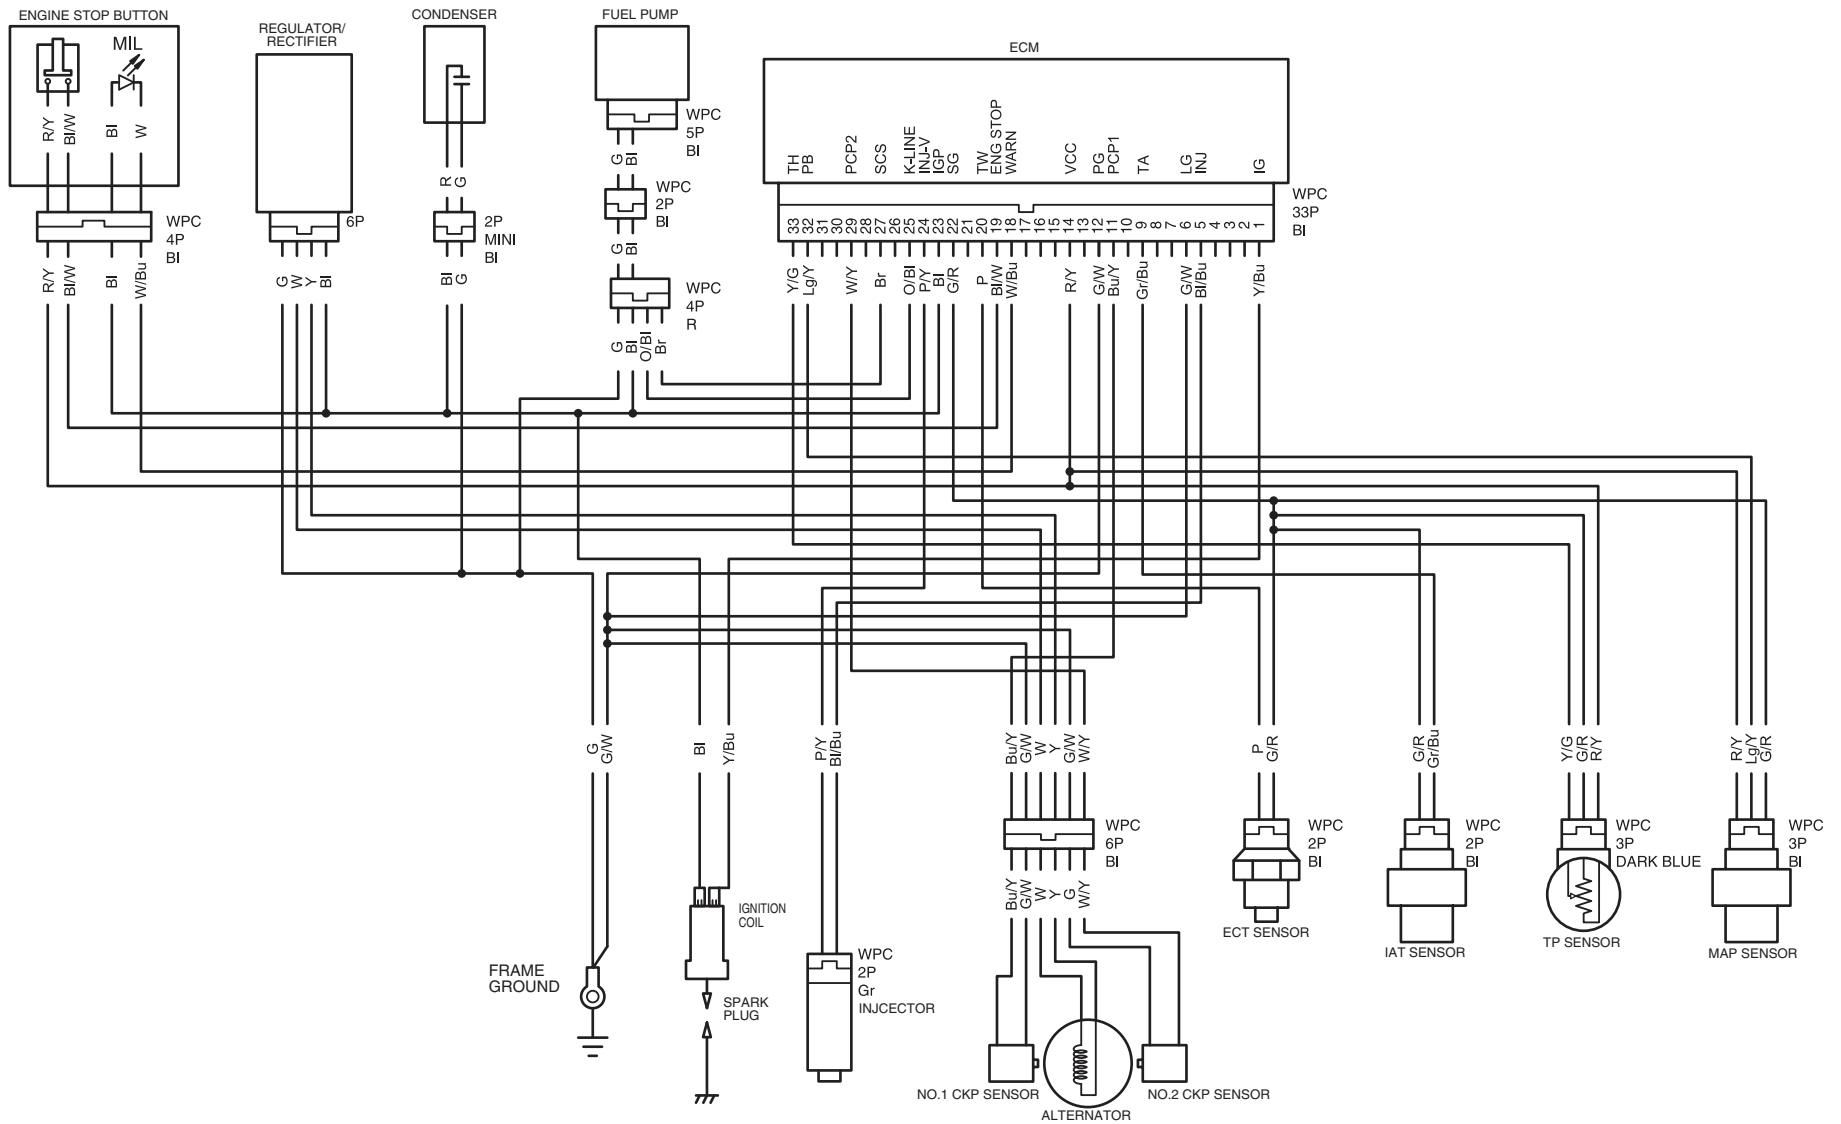 ENGINE STOP BUTTON
MIL
R/Y
Bl/W
Bl
W
WPC
4P
Bl
R/Y
Bl/W
Bl
W/Bu
REGULATOR/
RECTIFIER
6P
G
W
Y
Bl
CONDENSER
R
G
2P
MINI
Bl
Bl
G
FUEL PUMP
WPC
5P
Bl
G
Bl
WPC
2P
Bl
G
Bl
WPC
4P
R
G
Bl
O/Bl
Br
ECM
TH
PB
PCP2
SCS
K-LINE
INJ-V
IGP
SG
TW
ENG STOP
WARN
VCC
PG
PCP1
TA
LG
INJ
IG
WPC
33P
Bl
33
32
31
30
29
28
27
26
25
24
23
22
21
20
19
18
17
16
15
14
13
12
11
10
9
8
7
6
5
4
3
2
1
Y/G
Lg/Y
W/Y
Br
O/Bl
P/Y
Bl
G/R
P
Bl/W
W/Bu
R/Y
G/W
Bu/Y
Gr/Bu
G/W
Bl/Bu
Y/Bu
G
G/W
FRAME
GROUND
Bl
Y/Bu
IGNITION
COIL
SPARK
PLUG
P/Y
Bl/Bu
WPC
2P
Gr
INJCECTOR
Bu/Y
G/W
W
Y
G/W
W/Y
WPC
6P
Bl
Bu/Y
G/W
W
Y
G
W/Y
NO.1 CKP SENSOR
ALTERNATOR
NO.2 CKP SENSOR
P
G/R
WPC
2P
Bl
ECT SENSOR
G/R
Gr/Bu
WPC
2P
Bl
IAT SENSOR
Y/G
G/R
R/Y
WPC
3P
DARK BLUE
TP SENSOR
R/Y
Lg/Y
G/R
WPC
3P
Bl
MAP SENSOR